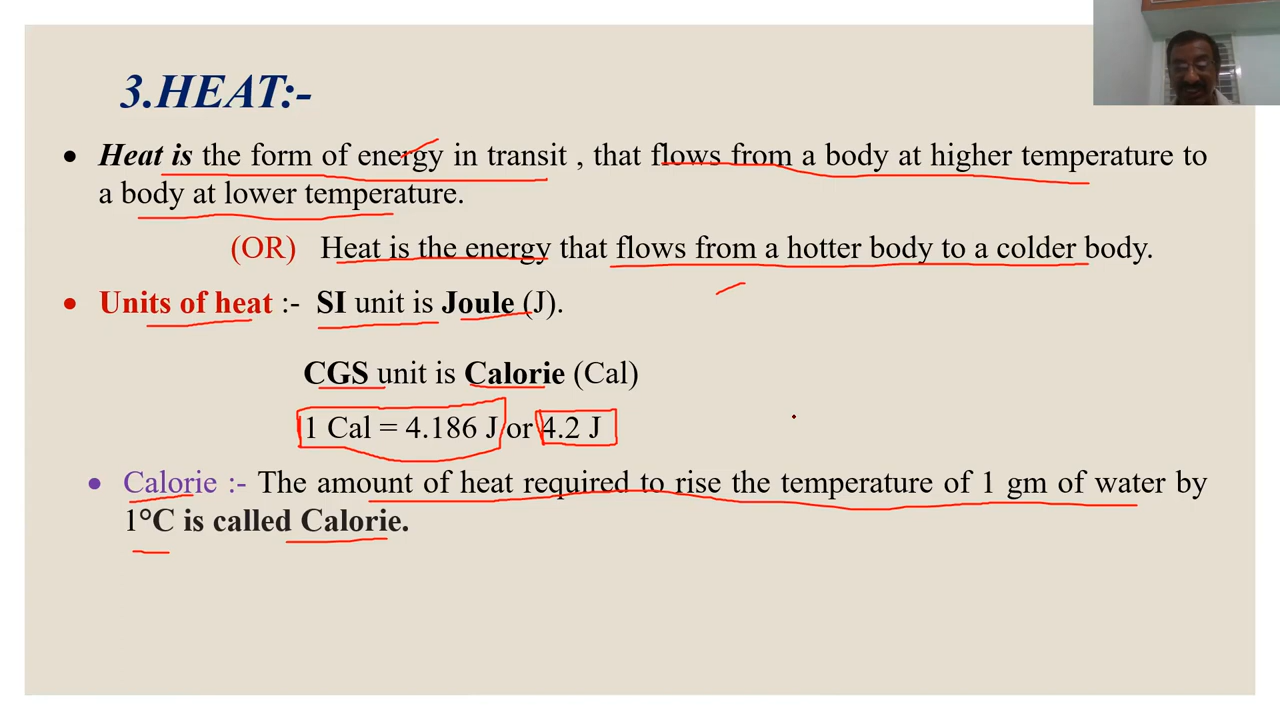 3.HEAT:-
• Heat is the form of energy in transit , that flows from a body at higher temperature to
a body at lower temperature.
(OR) Heat is the energy that flows from a hotter body to a colder body.
• Units of heat :- SI unit is Joule (J).
CGS unit is Calorie (Cal)
1 Cal = 4.186 J or 4.2 J
• Calorie :- The amount of heat required to rise the temperature of 1 gm of water by
1°C is called Calorie.